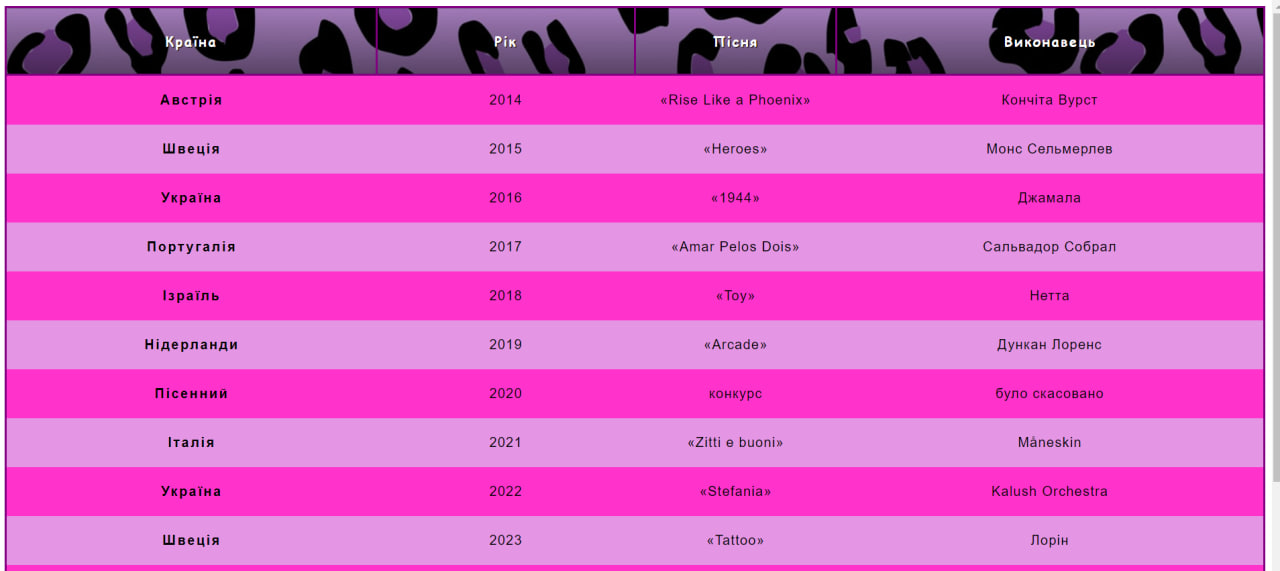 Країна Рік Пісня Виконавець
Австрія 2014 «Rise Like a Phoenix» Кончіта Вурст
Швеція 2015 «Heroes» Монс Сельмерлев
Україна 2016 «1944» Джамала
Португалія 2017 «Amar Pelos Dois» Сальвадор Собрал
Ізраїль 2018 «Toy» Нетта
Нідерланди 2019 «Arcade» Дункан Лоренс
Пісенний 2020 конкурс було скасовано
Італія 2021 «Zitti e buoni» Måneskin
Україна 2022 «Stefania» Kalush Orchestra
Швеція 2023 «Tattoo» Лорін